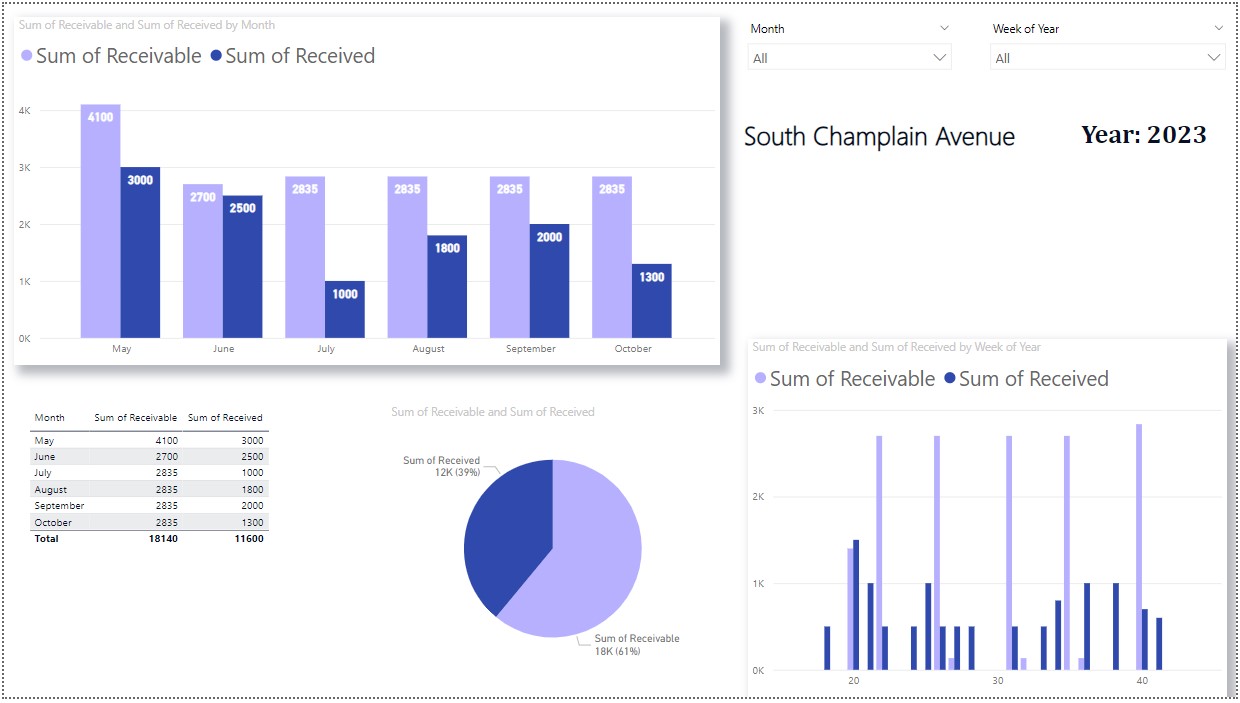 Sum of Receivable and Sum of Received by Month
Sum of Receivable Sum of Received
4K
3K
2K
1K
0K
4100
3000
2700
2500
2835
1000
2835
1800
2835
2000
2835
1300
May June July August September October
Month Week of Year
All All
South Champlain Avenue Year: 2023
Month Sum of Receivable Sum of Received
May 4100 3000
June 2700 2500
July 2835 1000
August 2835 1800
September 2835 2000
October 2835 1300
Total 18140 11600
Sum of Receivable and Sum of Received
Sum of Received
12K (39%)
Sum of Receivable
18K (61%)
Sum of Receivable and Sum of Received by Week of Year
Sum of Receivable Sum of Received
3K
2K
1K
0K
20 30 40